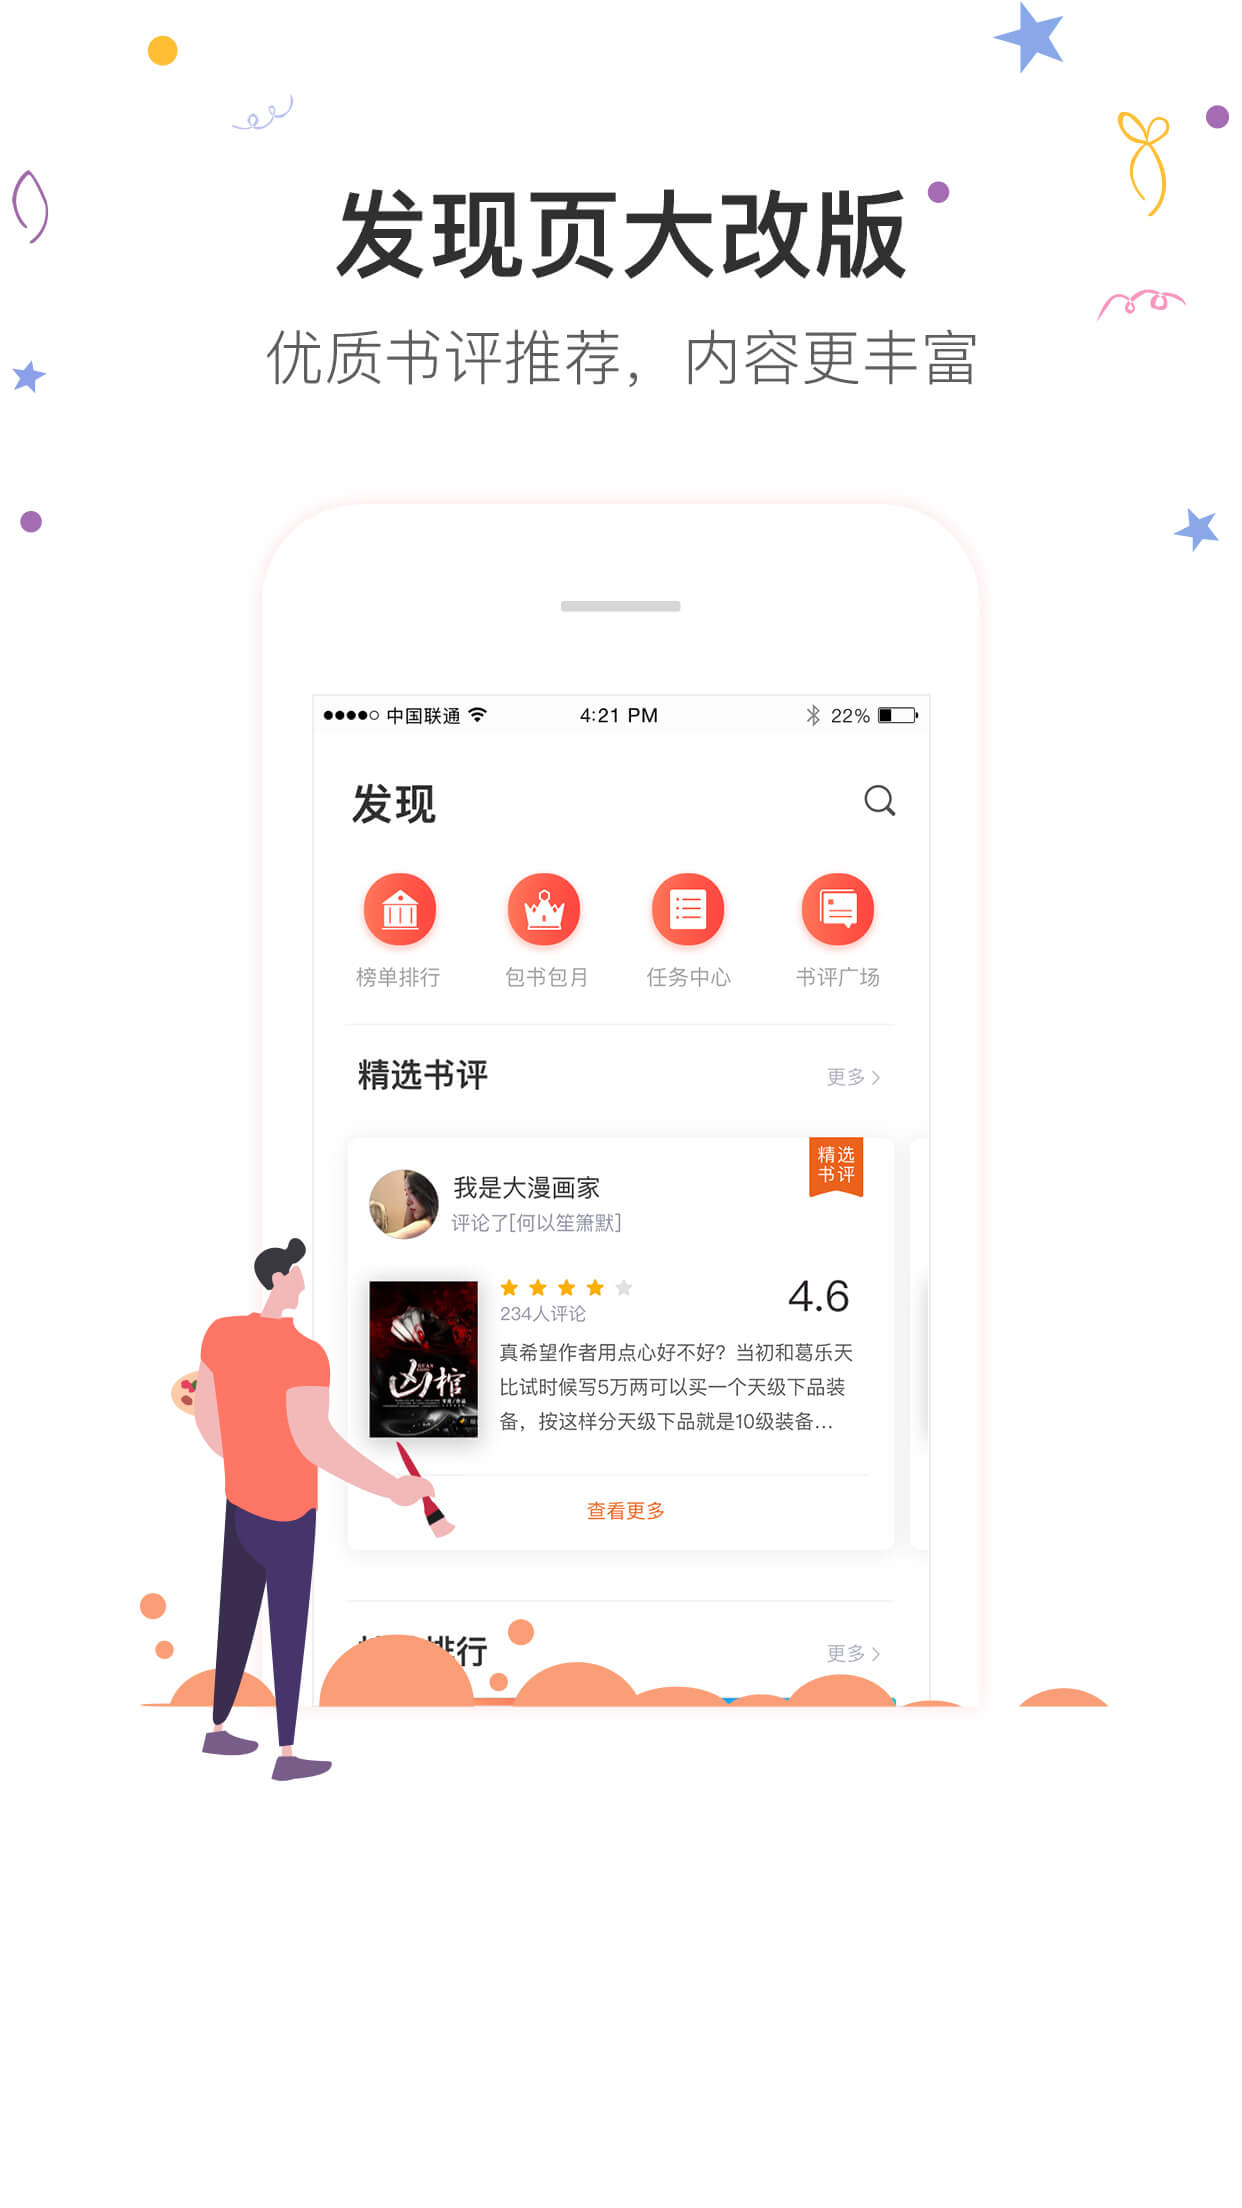 发现页大改版
优质书评推荐，内容更丰富
中国联通 4:21 PM 22%
发现
榜单排行 包书包月 任务中心 书评广场
精选书评 更多
精选
书评
我是大漫画家
评论了[何以笙箫默]
4.6
234人评论
真希望作者用点心好不好？当初和葛乐天
比试时候写5万两可以买一个天级下品装
备，按这样分天级下品就是10级装备...
凶棺
查看更多
排行 更多